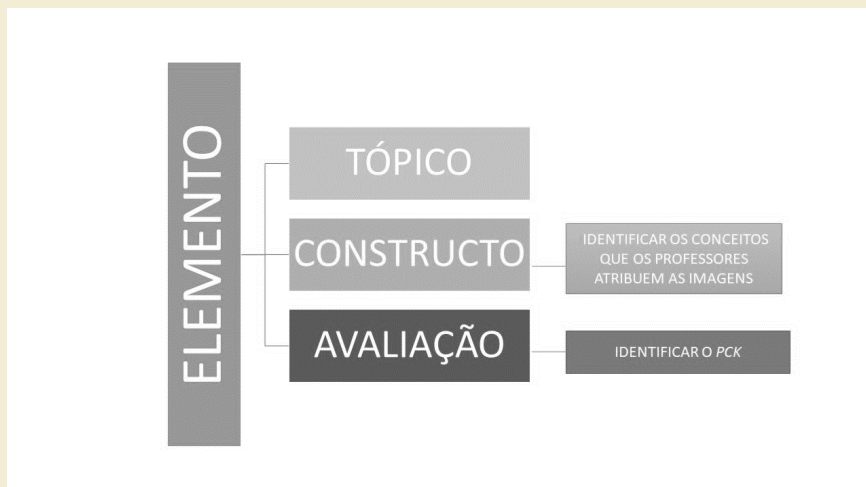 ELEMENTO
TÓPICO
CONSTRUCTO
IDENTIFICAR OS CONCEITOS
QUE OS PROFESSORES
ATRIBUEM AS IMAGENS
AVALIAÇÃO
IDENTIFICAR O PCK